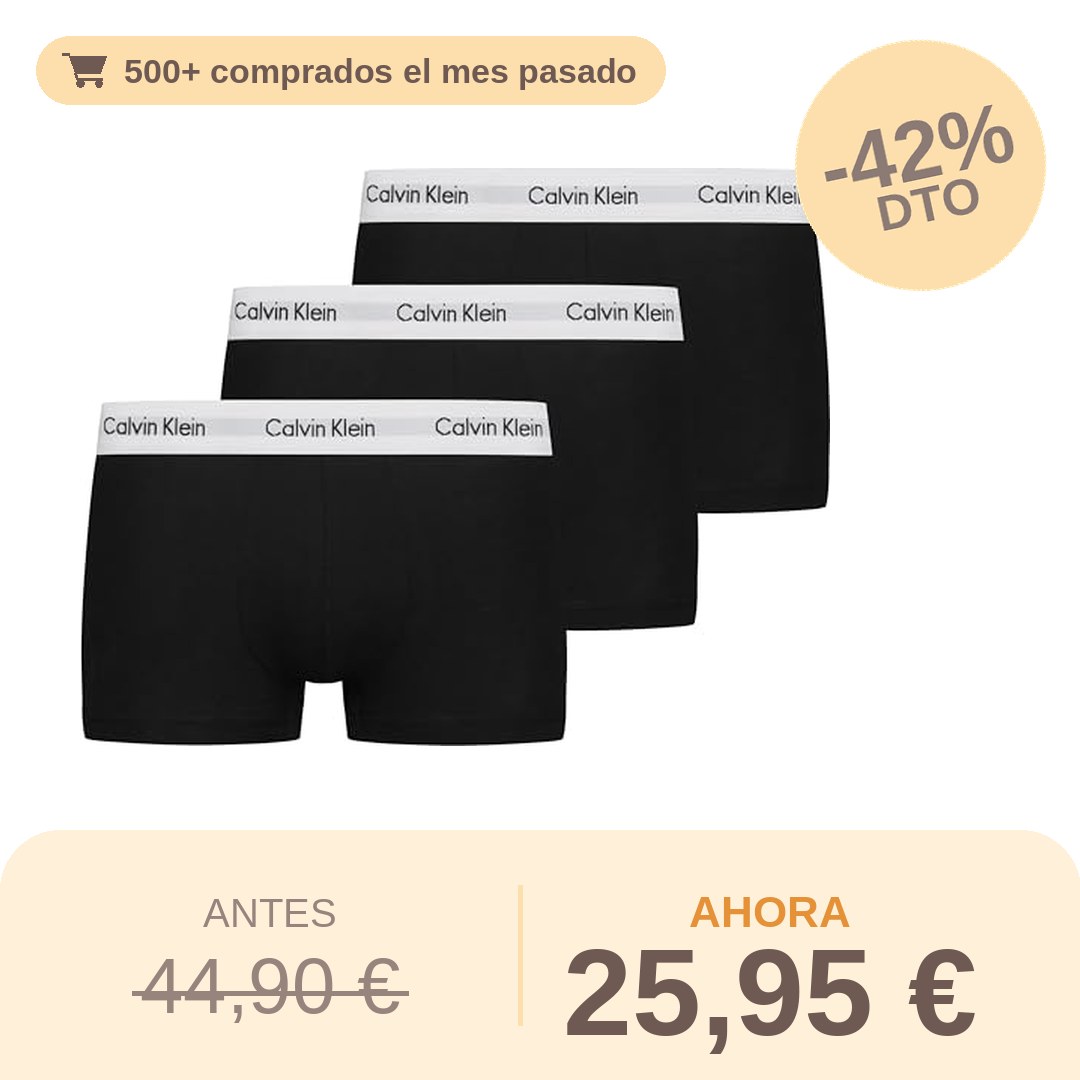 500+ comprados el mes pasado
-42%
DTO
Calvin Klein Calvin Klein Calvin Klein
Calvin Klein Calvin Klein Calvin Klein
Calvin Klein Calvin Klein Calvin Klein
ANTES
44,90 €
AHORA
25,95 €